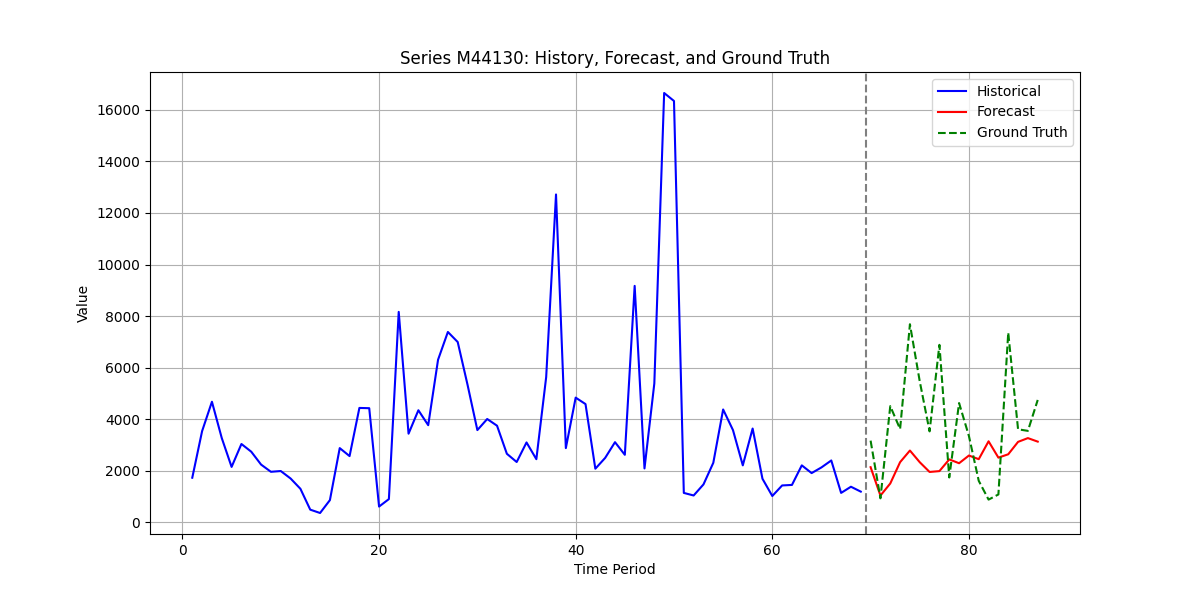 Series M44130: History, Forecast, and Ground Truth
Historical
Forecast
Ground Truth
Value
16000
14000
12000
10000
8000
6000
4000
2000
0
0 20 40 60 80
Time Period